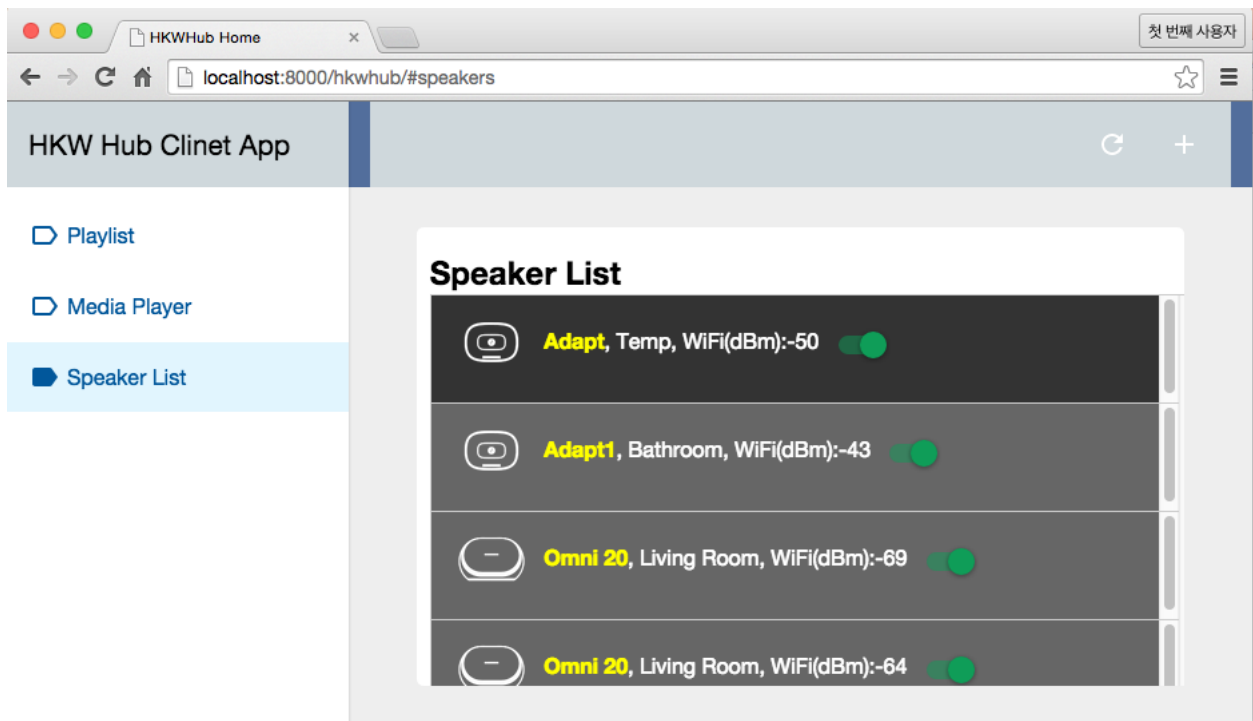 HKWHub Home
첫 번째 사용자
localhost:8000/hkwhub/#speakers
HKW Hub Clinet App
Playlist
Media Player
Speaker List
Speaker List
Adapt, Temp, WiFi(dBm):-50
Adapt1, Bathroom, WiFi(dBm):-43
Omni 20, Living Room, WiFi(dBm):-69
Omni 20, Living Room, WiFi(dBm):-64